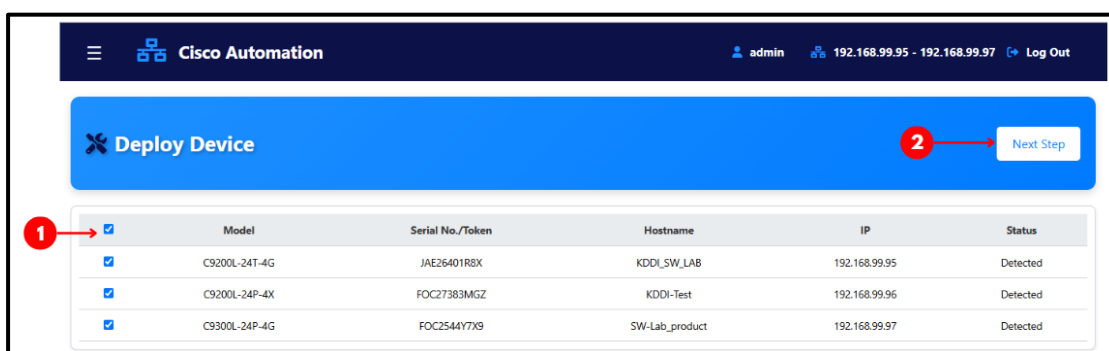 Cisco Automation admin 192.168.99.95 - 192.168.99.97 Log Out
Deploy Device 2 Next Step
1 Model Serial No./Token Hostname IP Status
C9200L-24T-4G JAE26401R8X KDDI_SW_LAB 192.168.99.95 Detected
C9200L-24P-4X FOC27383MGZ KDDI-Test 192.168.99.96 Detected
C9300L-24P-4G FOC2544Y7X9 SW-Lab_product 192.168.99.97 Detected